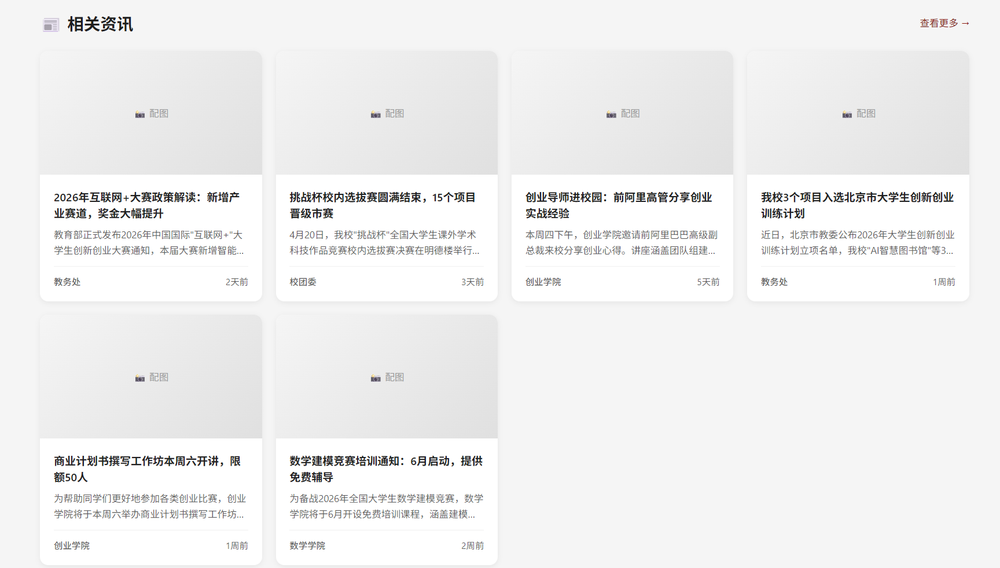 相关资讯
查看更多 →
配图
配图
配图
配图
2026年互联网+大赛政策解读：新增产
业赛道，奖金大幅提升
教育部正式发布2026年中国国际"互联网+"大
学生创新创业大赛通知，本届大赛新增智能...
教务处
2天前
挑战杯校内选拔赛圆满结束，15个项目
晋级市赛
4月20日，我校"挑战杯"全国大学生课外学术
科技作品竞赛校内选拔赛决赛在明德楼举行...
校团委
3天前
创业导师进校园：前阿里高管分享创业
实战经验
本周四下午，创业学院邀请前阿里巴巴高级副
总裁来校分享创业心得。讲座涵盖团队组建...
创业学院
5天前
我校3个项目入选北京市大学生创新创业
训练计划
近日，北京市教委公布2026年大学生创新创业
训练计划立项名单，我校"AI智慧图书馆"等3...
教务处
1周前
配图
配图
商业计划书撰写工作坊本周六开讲，限
额50人
为帮助同学们更好地参加各类创业比赛，创业
学院将于本周六举办商业计划书撰写工作坊...
创业学院
1周前
数学建模竞赛培训通知：6月启动，提供
免费辅导
为备战2026年全国大学生数学建模竞赛，数学
学院将于6月开设免费培训课程，涵盖建模...
数学学院
2周前